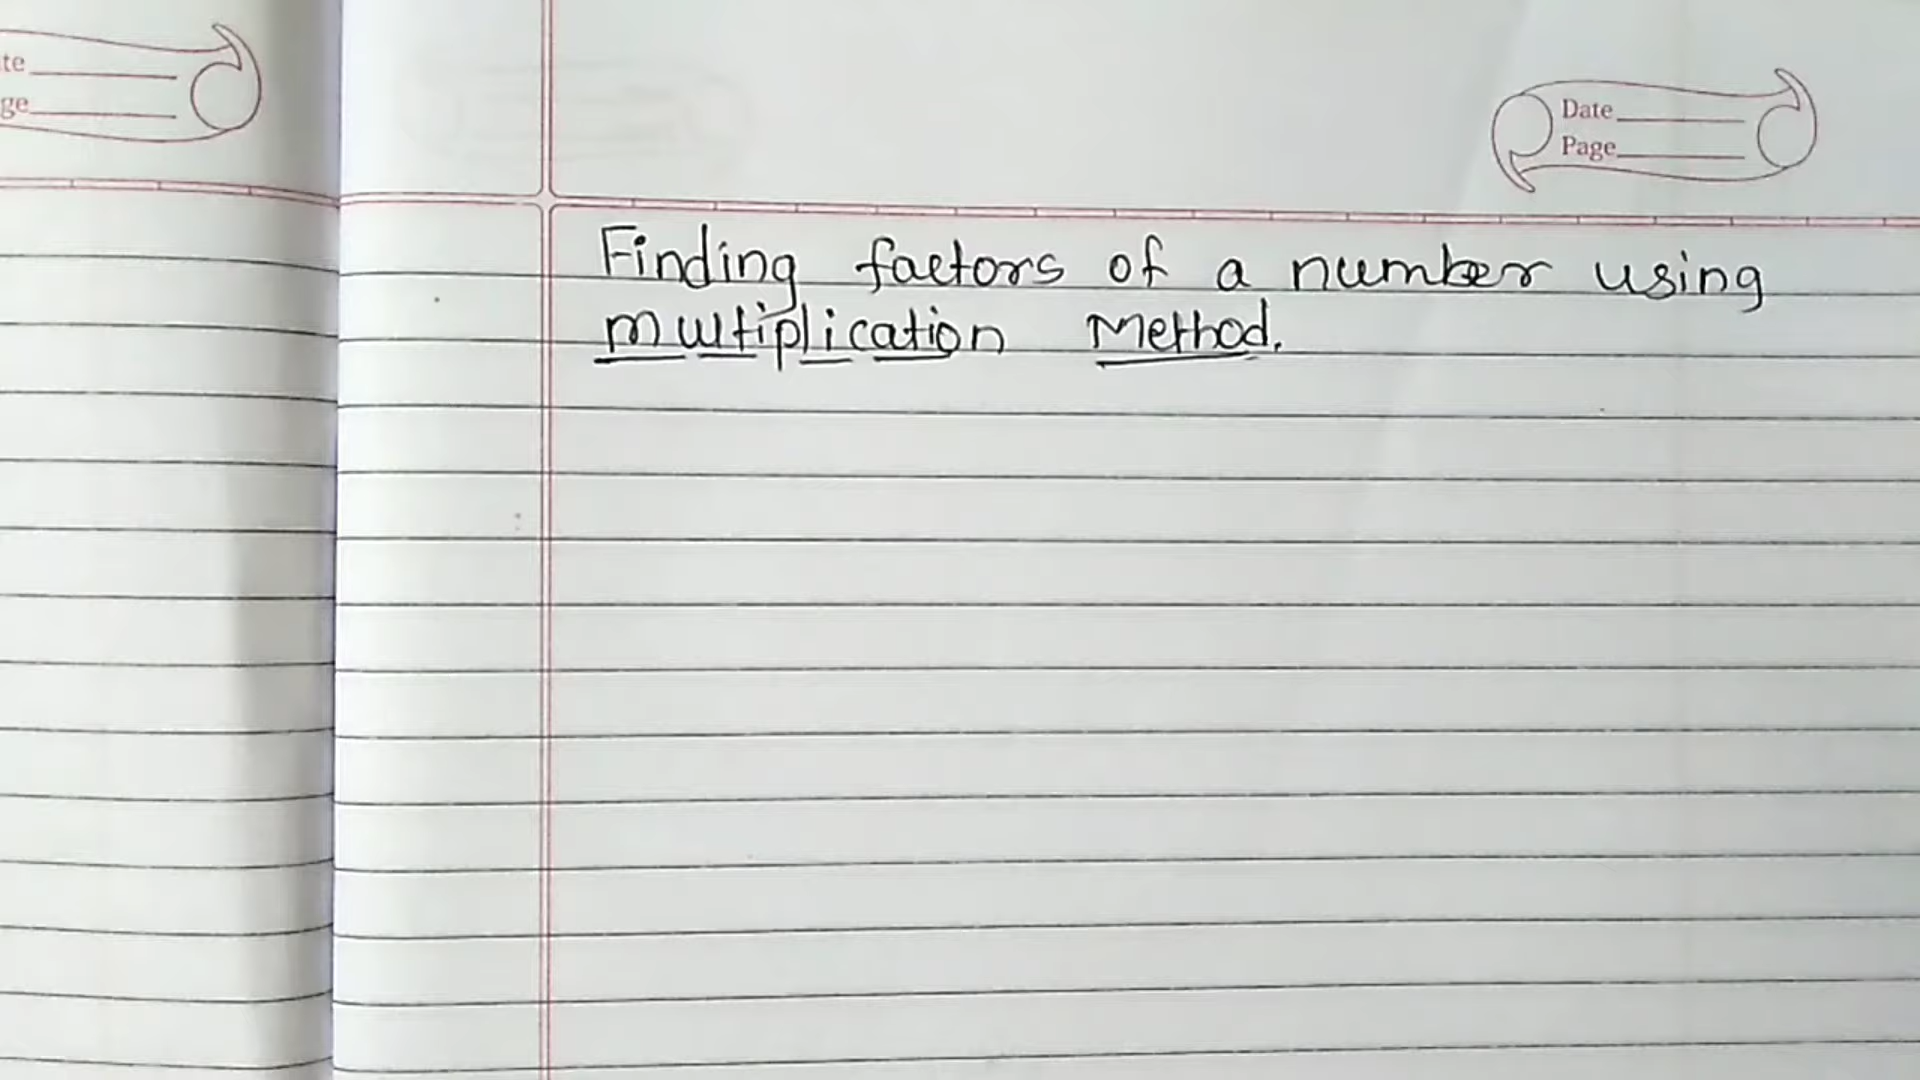 te
ge
Date
Page
Finding factors of a number using
multiplication Method.